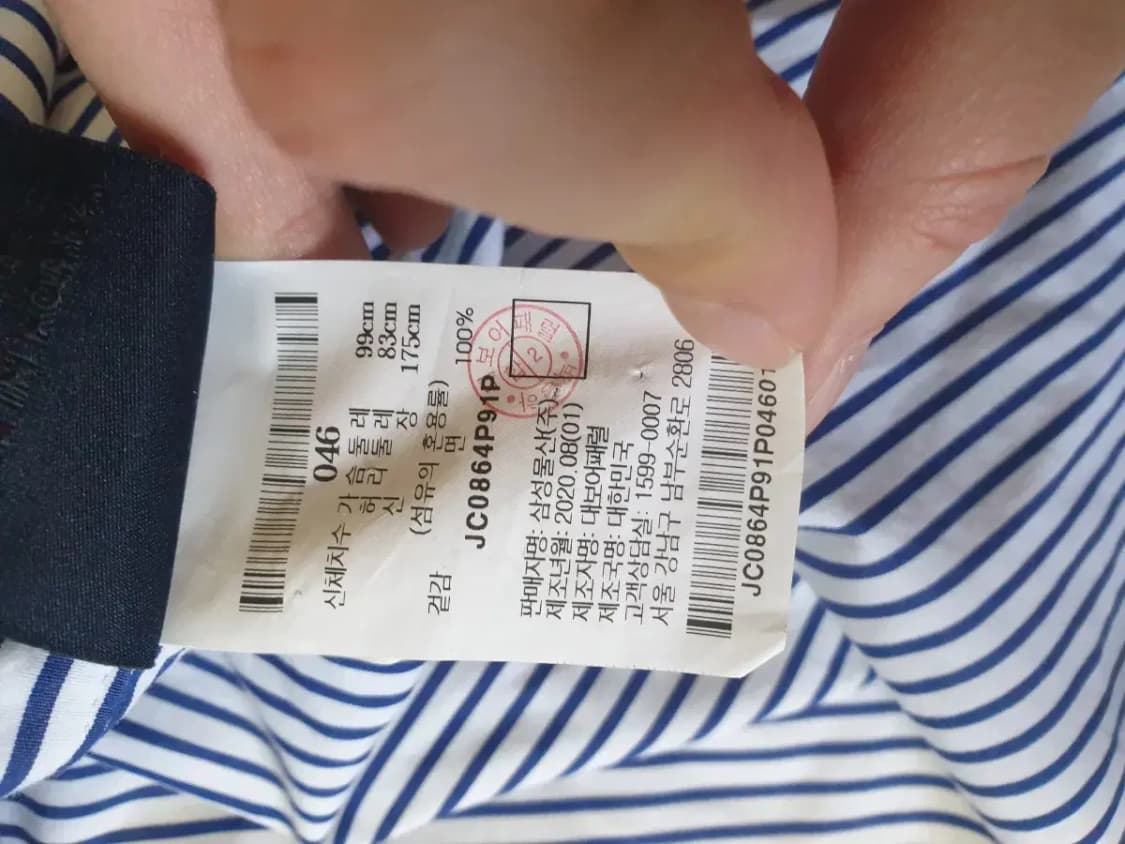 046
신체치수 가슴둘레 99cm
허리둘레 83cm
신장 175cm
(섬유의 혼용률)
겉감 면 100%
JC0864P91P
판매자명: 삼성물산(주)
제조년월: 2020.08(01)
제조자명: 대보어패럴
제조국명: 대한민국
고객상담실: 1599-0007
서울 강남구 남부순환로 2806
JC0864P91P04601